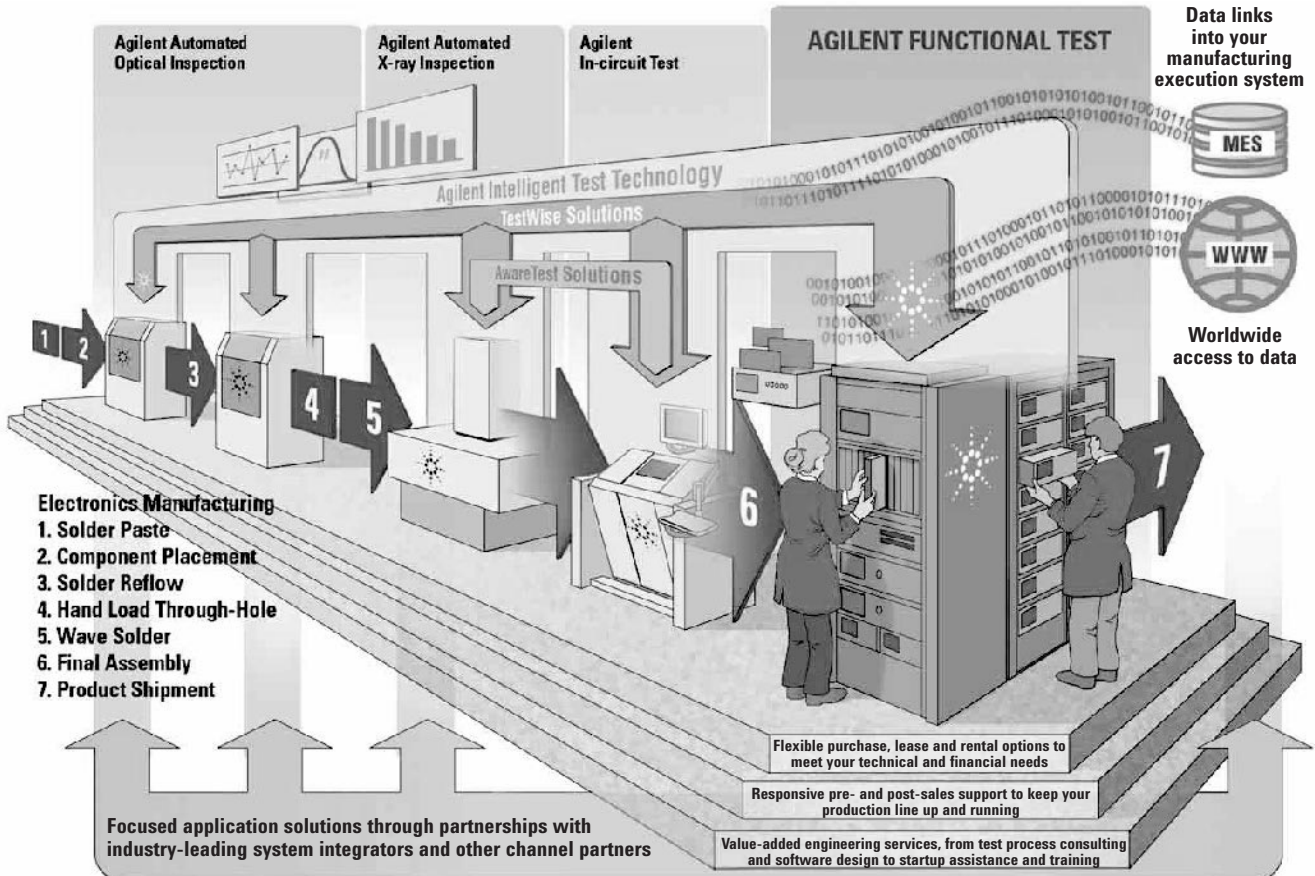 Agilent Automated
Optical Inspection
Agilent Automated
X-ray Inspection
Agilent
In-circuit Test
AGILENT FUNCTIONAL TEST
Data links
into your
manufacturing
execution system
MES
Agilent Intelligent Test Technology
TestWise Solutions
AwareTest Solutions
WWW
Worldwide
access to data
1
2
3
4
5
6
7
Electronics Manufacturing
1. Solder Paste
2. Component Placement
3. Solder Reflow
4. Hand Load Through-Hole
5. Wave Solder
6. Final Assembly
7. Product Shipment
Flexible purchase, lease and rental options to
meet your technical and financial needs
Responsive pre- and post-sales support to keep your
production line up and running
Value-added engineering services, from test process consulting
and software design to startup assistance and training
Focused application solutions through partnerships with
industry-leading system integrators and other channel partners